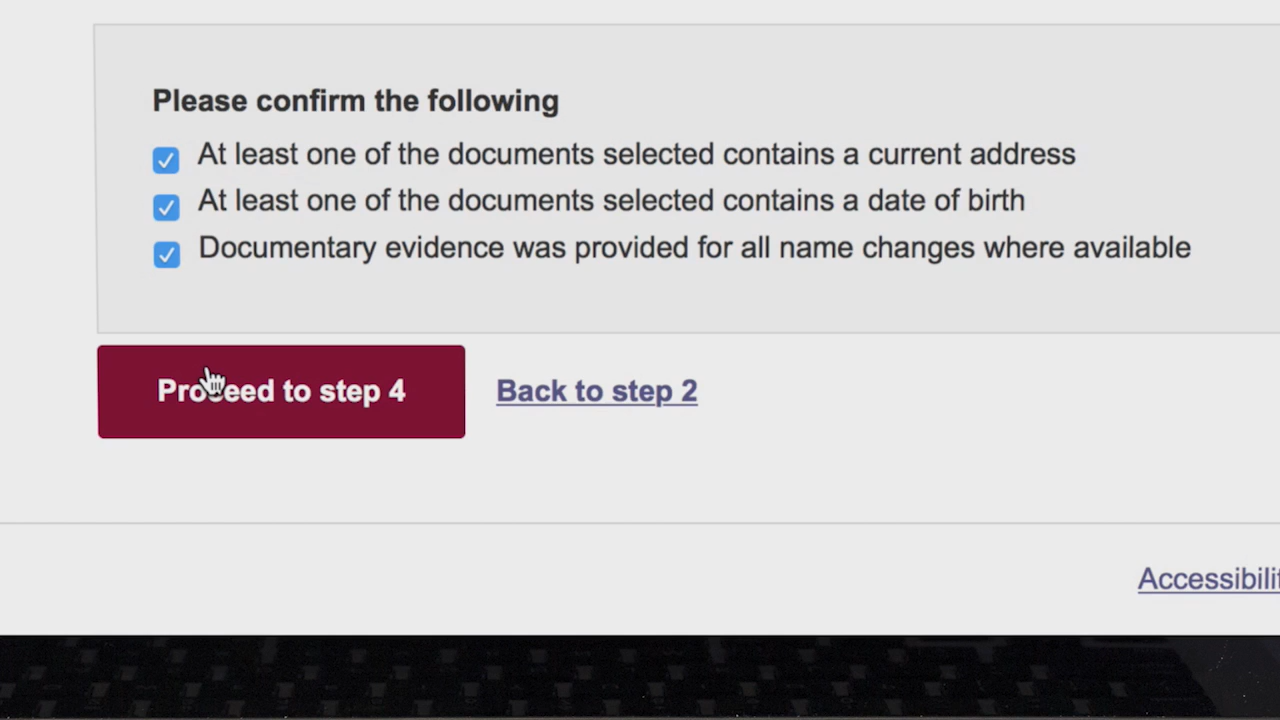 Please confirm the following
At least one of the documents selected contains a current address
At least one of the documents selected contains a date of birth
Documentary evidence was provided for all name changes where available
Proceed to step 4
Back to step 2